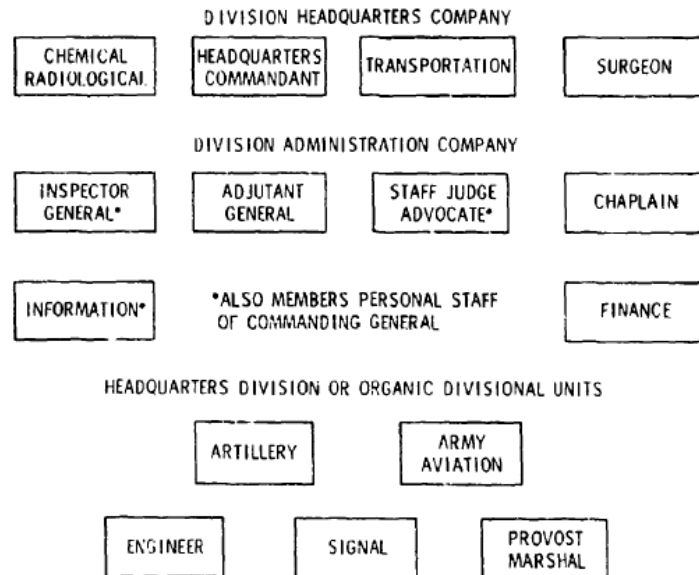 DIVISION HEADQUARTERS COMPANY
CHEMICAL
RADIOLOGICAL
HEADQUARTERS
COMMANDANT
TRANSPORTATION
SURGEON
DIVISION ADMINISTRATION COMPANY
INSPECTOR
GENERAL*
ADJUTANT
GENERAL
STAFF JUDGE
ADVOCATE*
CHAPLAIN
INFORMATION*
*ALSO MEMBERS PERSONAL STAFF
OF COMMANDING GENERAL
FINANCE
HEADQUARTERS DIVISION OR ORGANIC DIVISIONAL UNITS
ARTILLERY
ARMY
AVIATION
ENGINEER
SIGNAL
PROVOST
MARSHAL